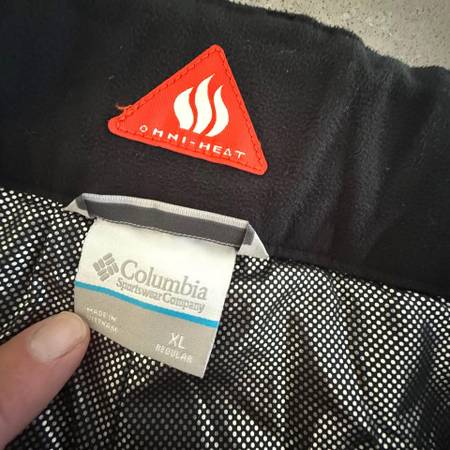 OMNI-HEAT
Columbia
Sportswear Company
MADE IN
VIETNAM
XL
REGULAR